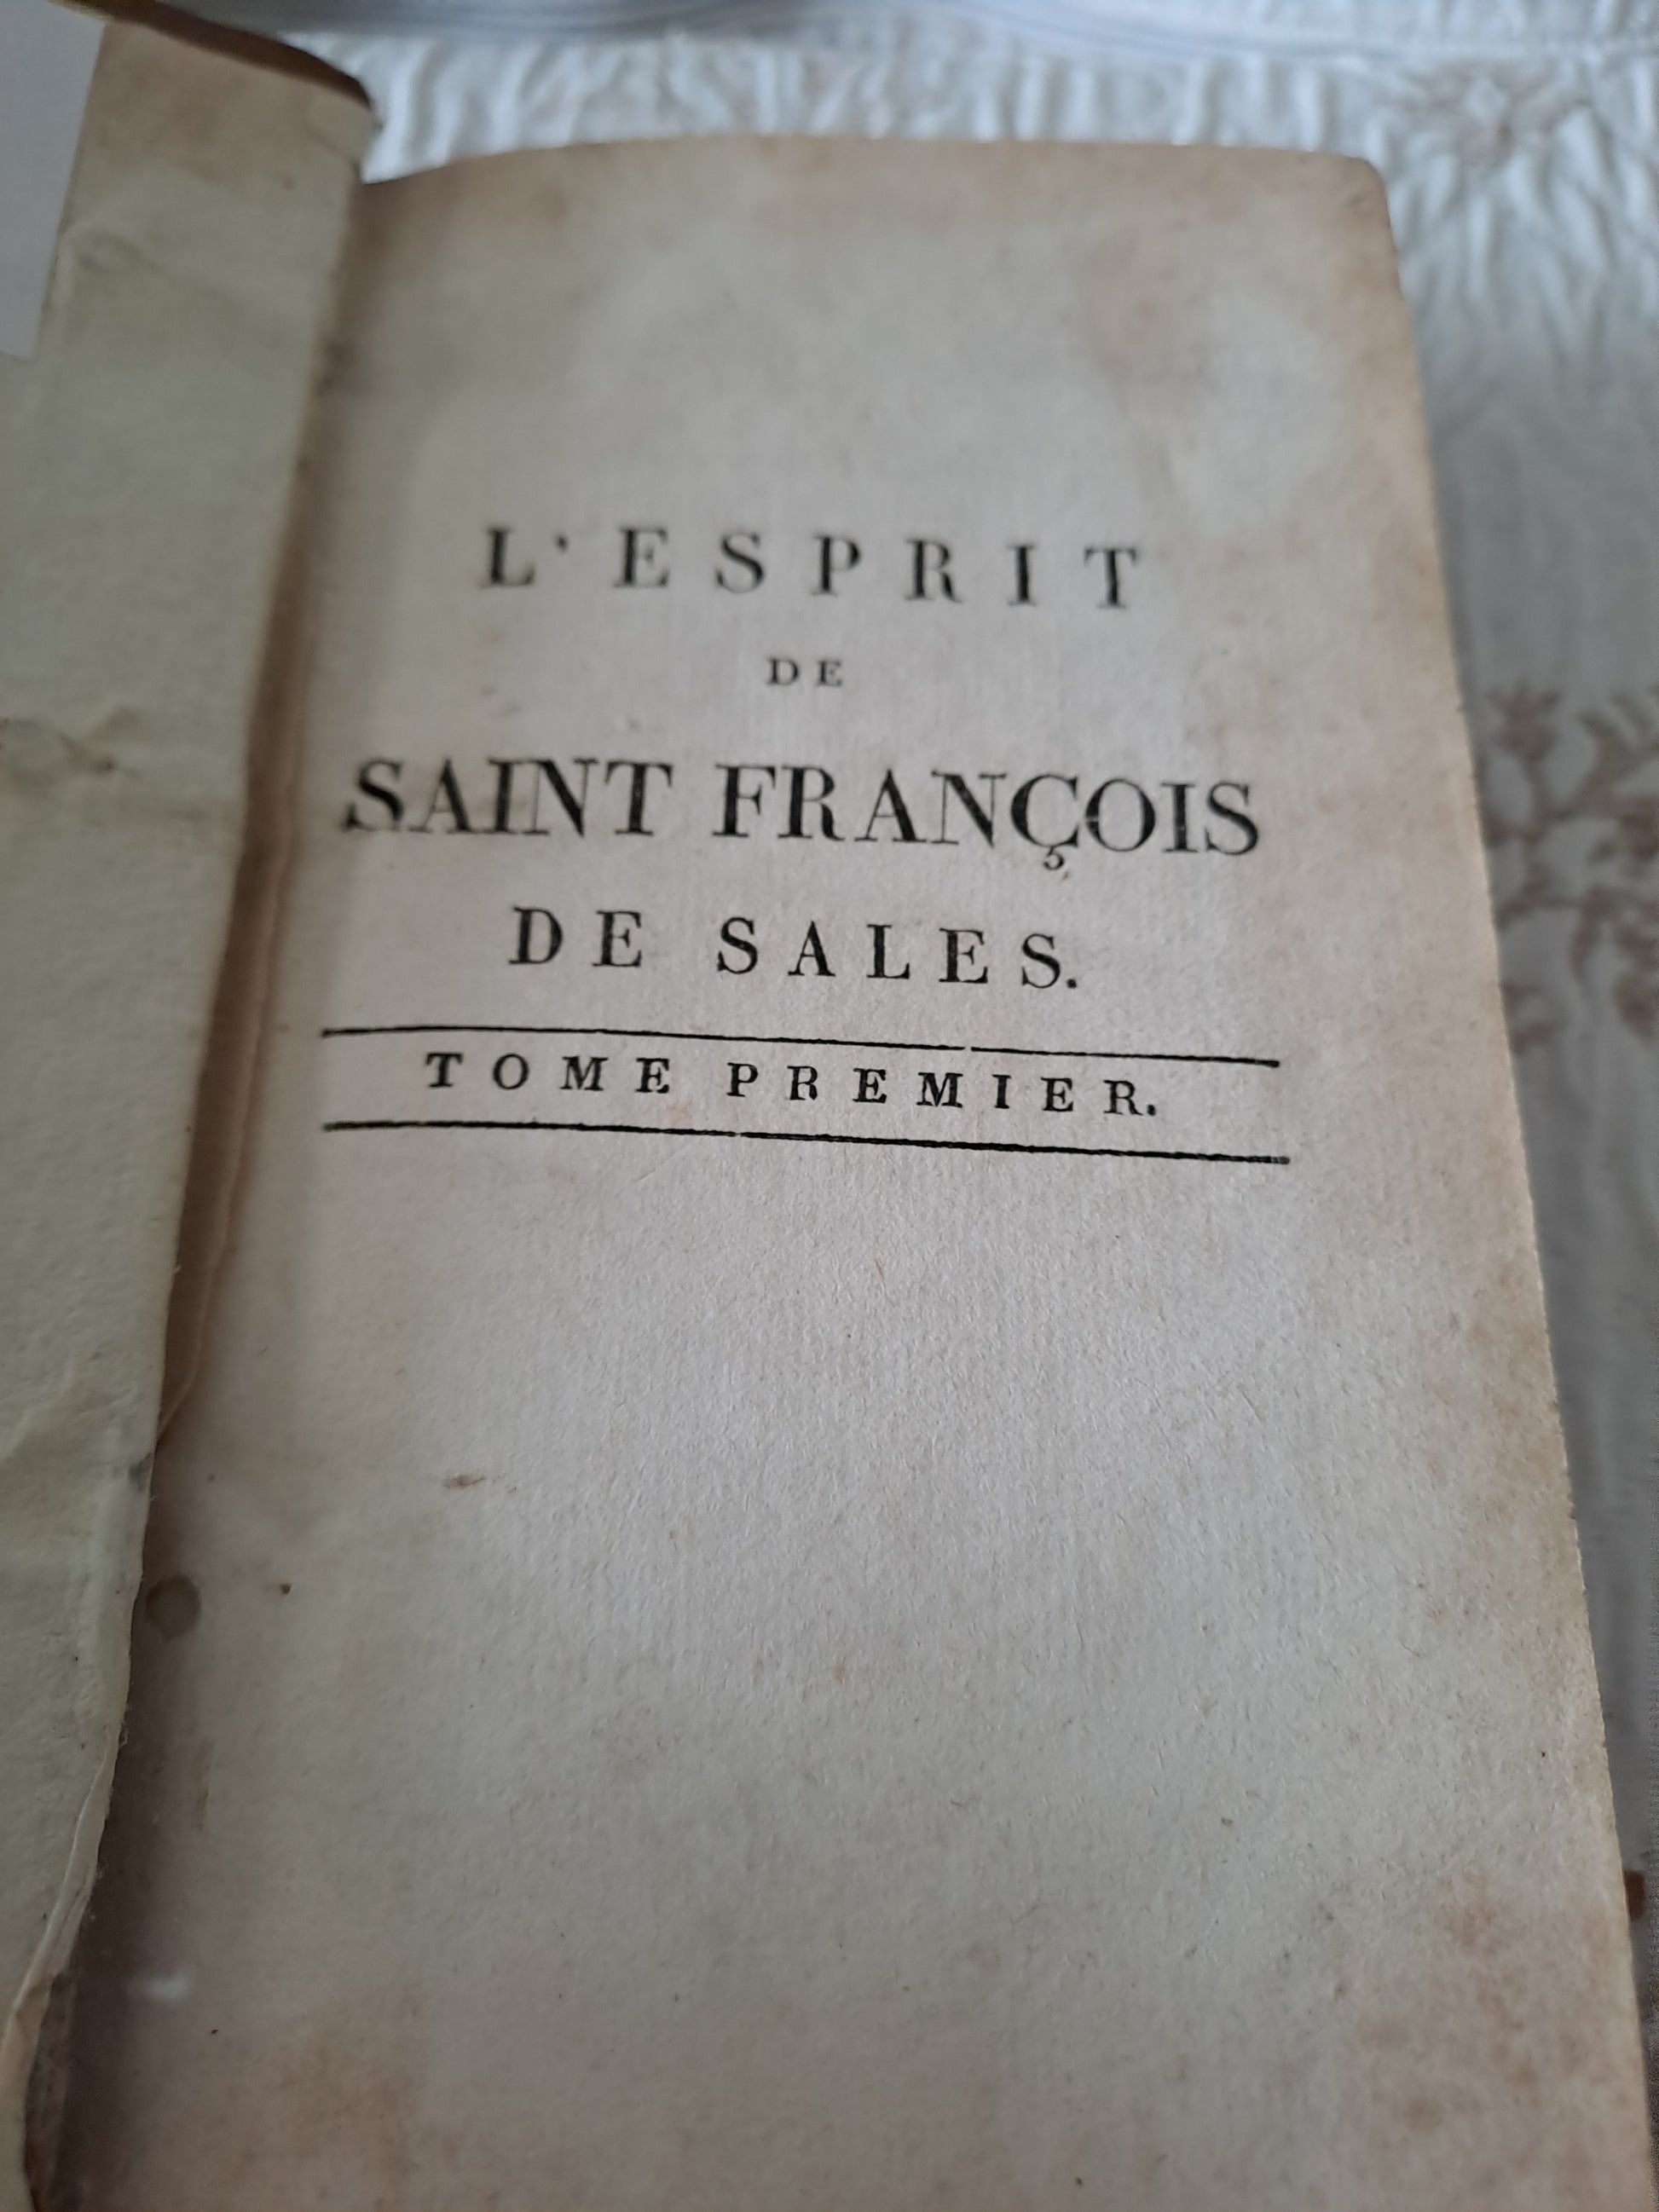 L'ESPRIT
DE
SAINT FRANÇOIS
DE SALES.
TOME PREMIER.